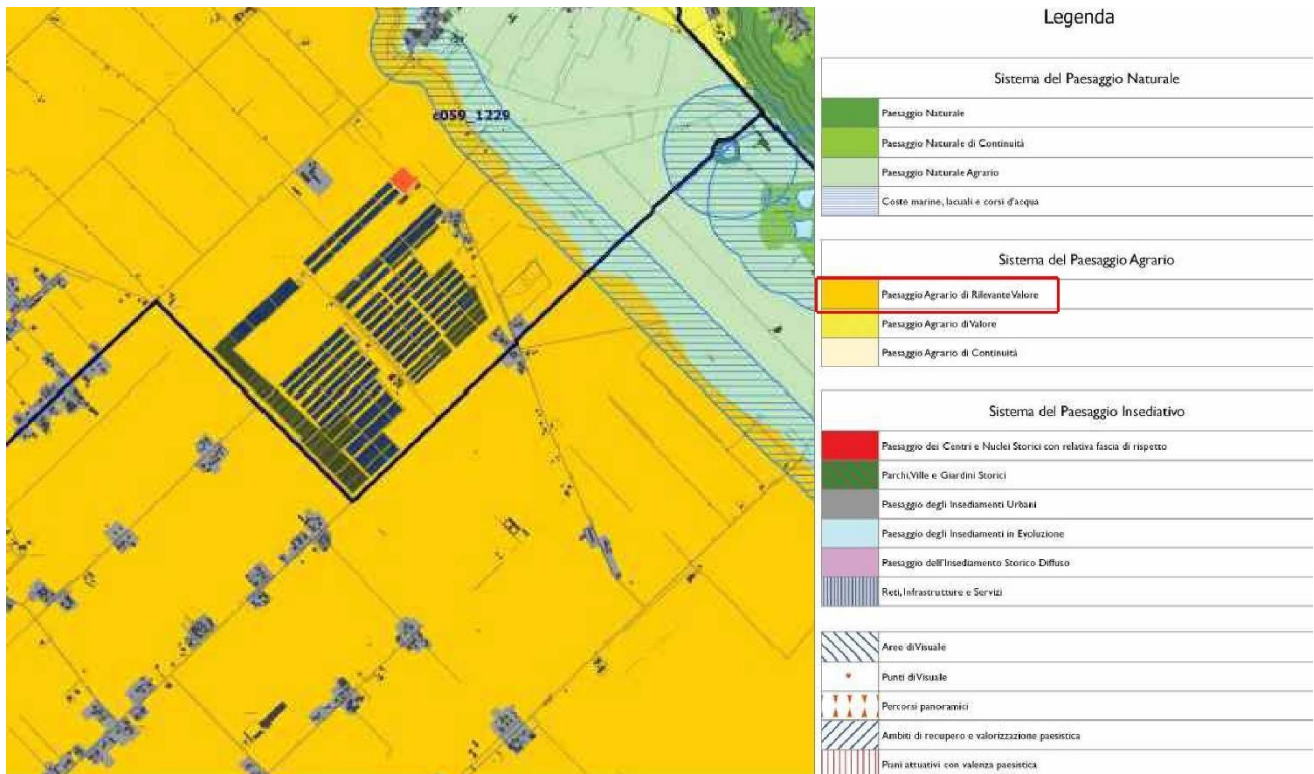 c059_1229
Legenda
Sistema del Paesaggio Naturale
Paesaggio Naturale
Paesaggio Naturale di Continuità
Paesaggio Naturale Agrario
Coste marine, lacuali e corsi d'acqua
Sistema del Paesaggio Agrario
Paesaggio Agrario di Rilevante Valore
Paesaggio Agrario di Valore
Paesaggio Agrario di Continuità
Sistema del Paesaggio Insediativo
Paesaggio dei Centri e Nuclei Storici con relativa fascia di rispetto
Parchi, Ville e Giardini Storici
Paesaggio degli Insediamenti Urbani
Paesaggio degli Insediamenti in Evoluzione
Paesaggio dell'Insediamento Storico Diffuso
Reti, Infrastrutture e Servizi
Aree di Visuale
Punti di Visuale
Percorsi panoramici
Ambiti di recupero e valorizzazione paesistica
Piani attuativi con valenza paesistica